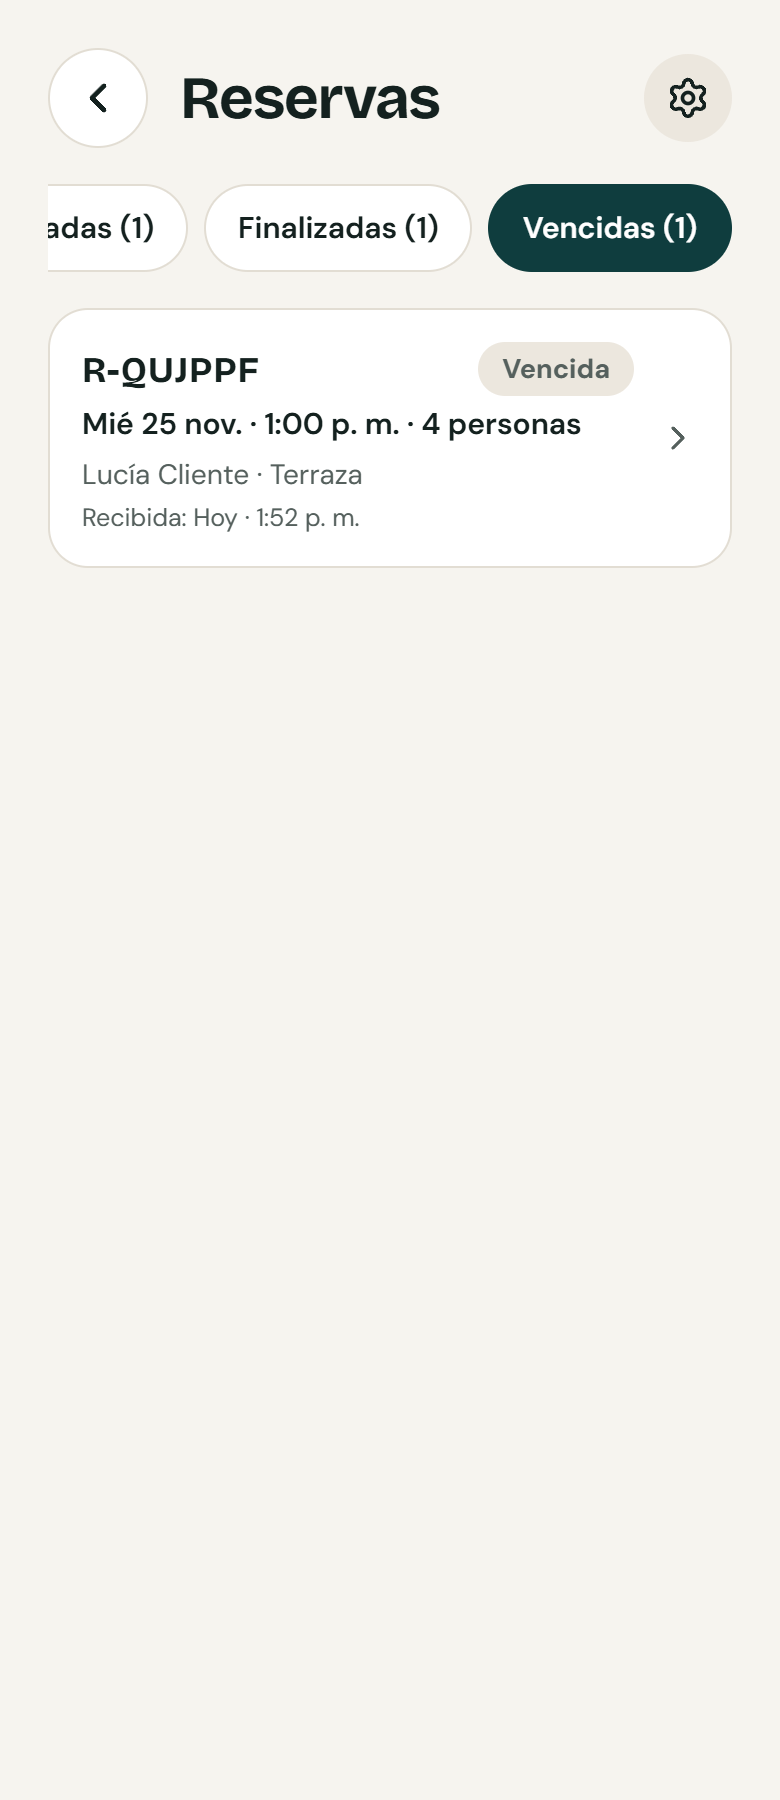 Reservas
adas (1)
Finalizadas (1)
Vencidas (1)
R-QUJPPF
Vencida
Mié 25 nov. · 1:00 p. m. · 4 personas
Lucía Cliente · Terraza
Recibida: Hoy · 1:52 p. m.